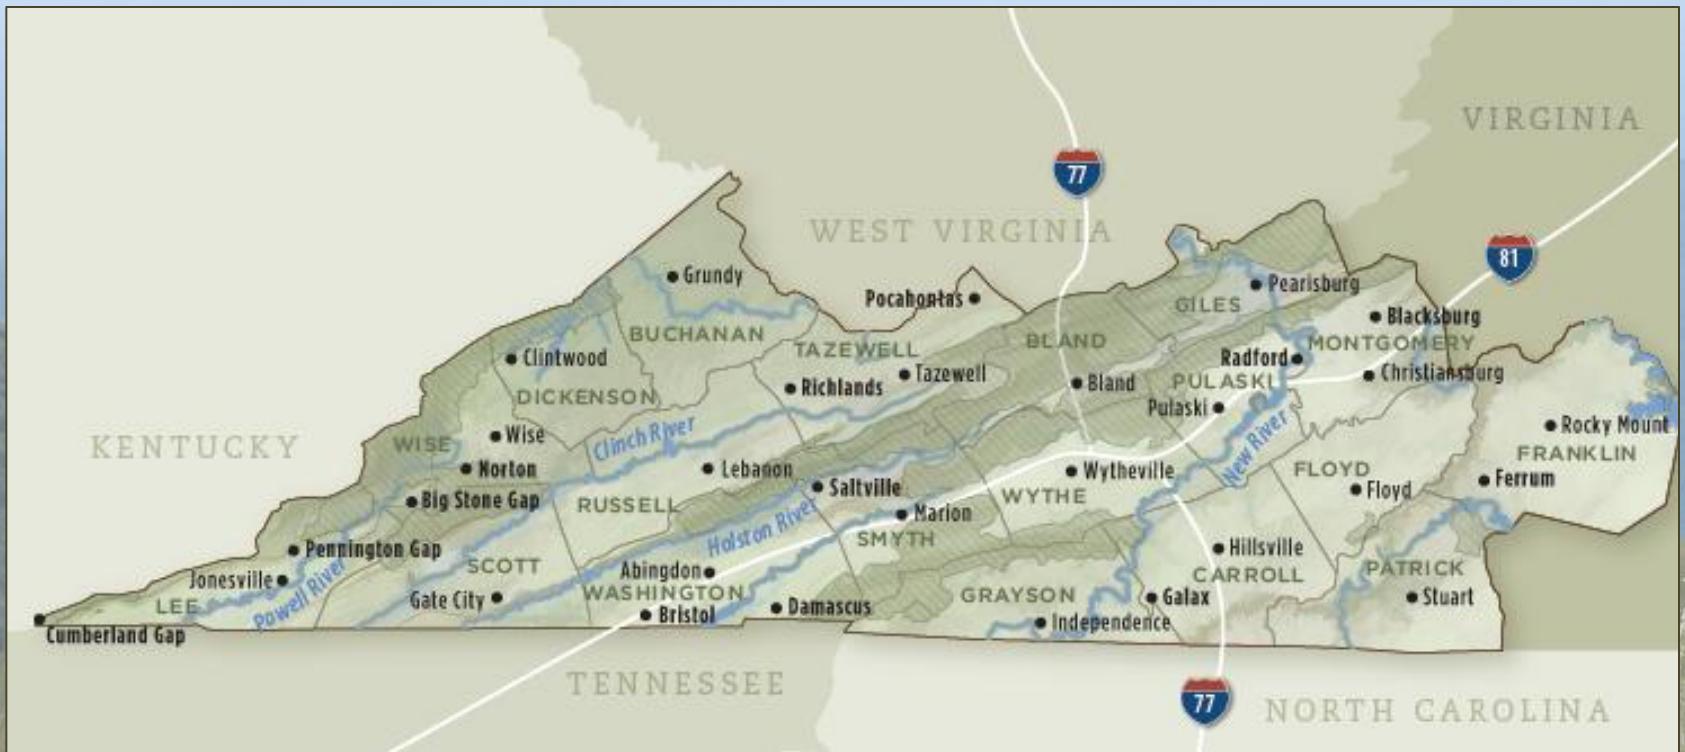 VIRGINIA
77
WEST VIRGINIA
81
Grundy
Pearisburg
Pocahontas
GILES
Blacksburg
BUCHANAN
BLAND
MONTGOMERY
TAZEWELL
Clintwood
Radford
Tazewell
Christiansburg
Richlands
Bland
PULASKI
DICKENSON
Pulaski
Rocky Mount
Wise
Clinch River
WISE
KENTUCKY
New River
FRANKLIN
Norton
Lebanon
Wytheville
FLOYD
Ferrum
Saltville
Floyd
Big Stone Gap
WYTHE
RUSSELL
Marion
Holston River
SMYTH
Pennington Gap
Hillsville
SCOTT
PATRICK
Abingdon
CARROLL
Jonesville
WASHINGTON
GRAYSON
Galax
Stuart
Gate City
Powell River
LEE
Damascus
Bristol
Independence
Cumberland Gap
TENNESSEE
77
NORTH CAROLINA